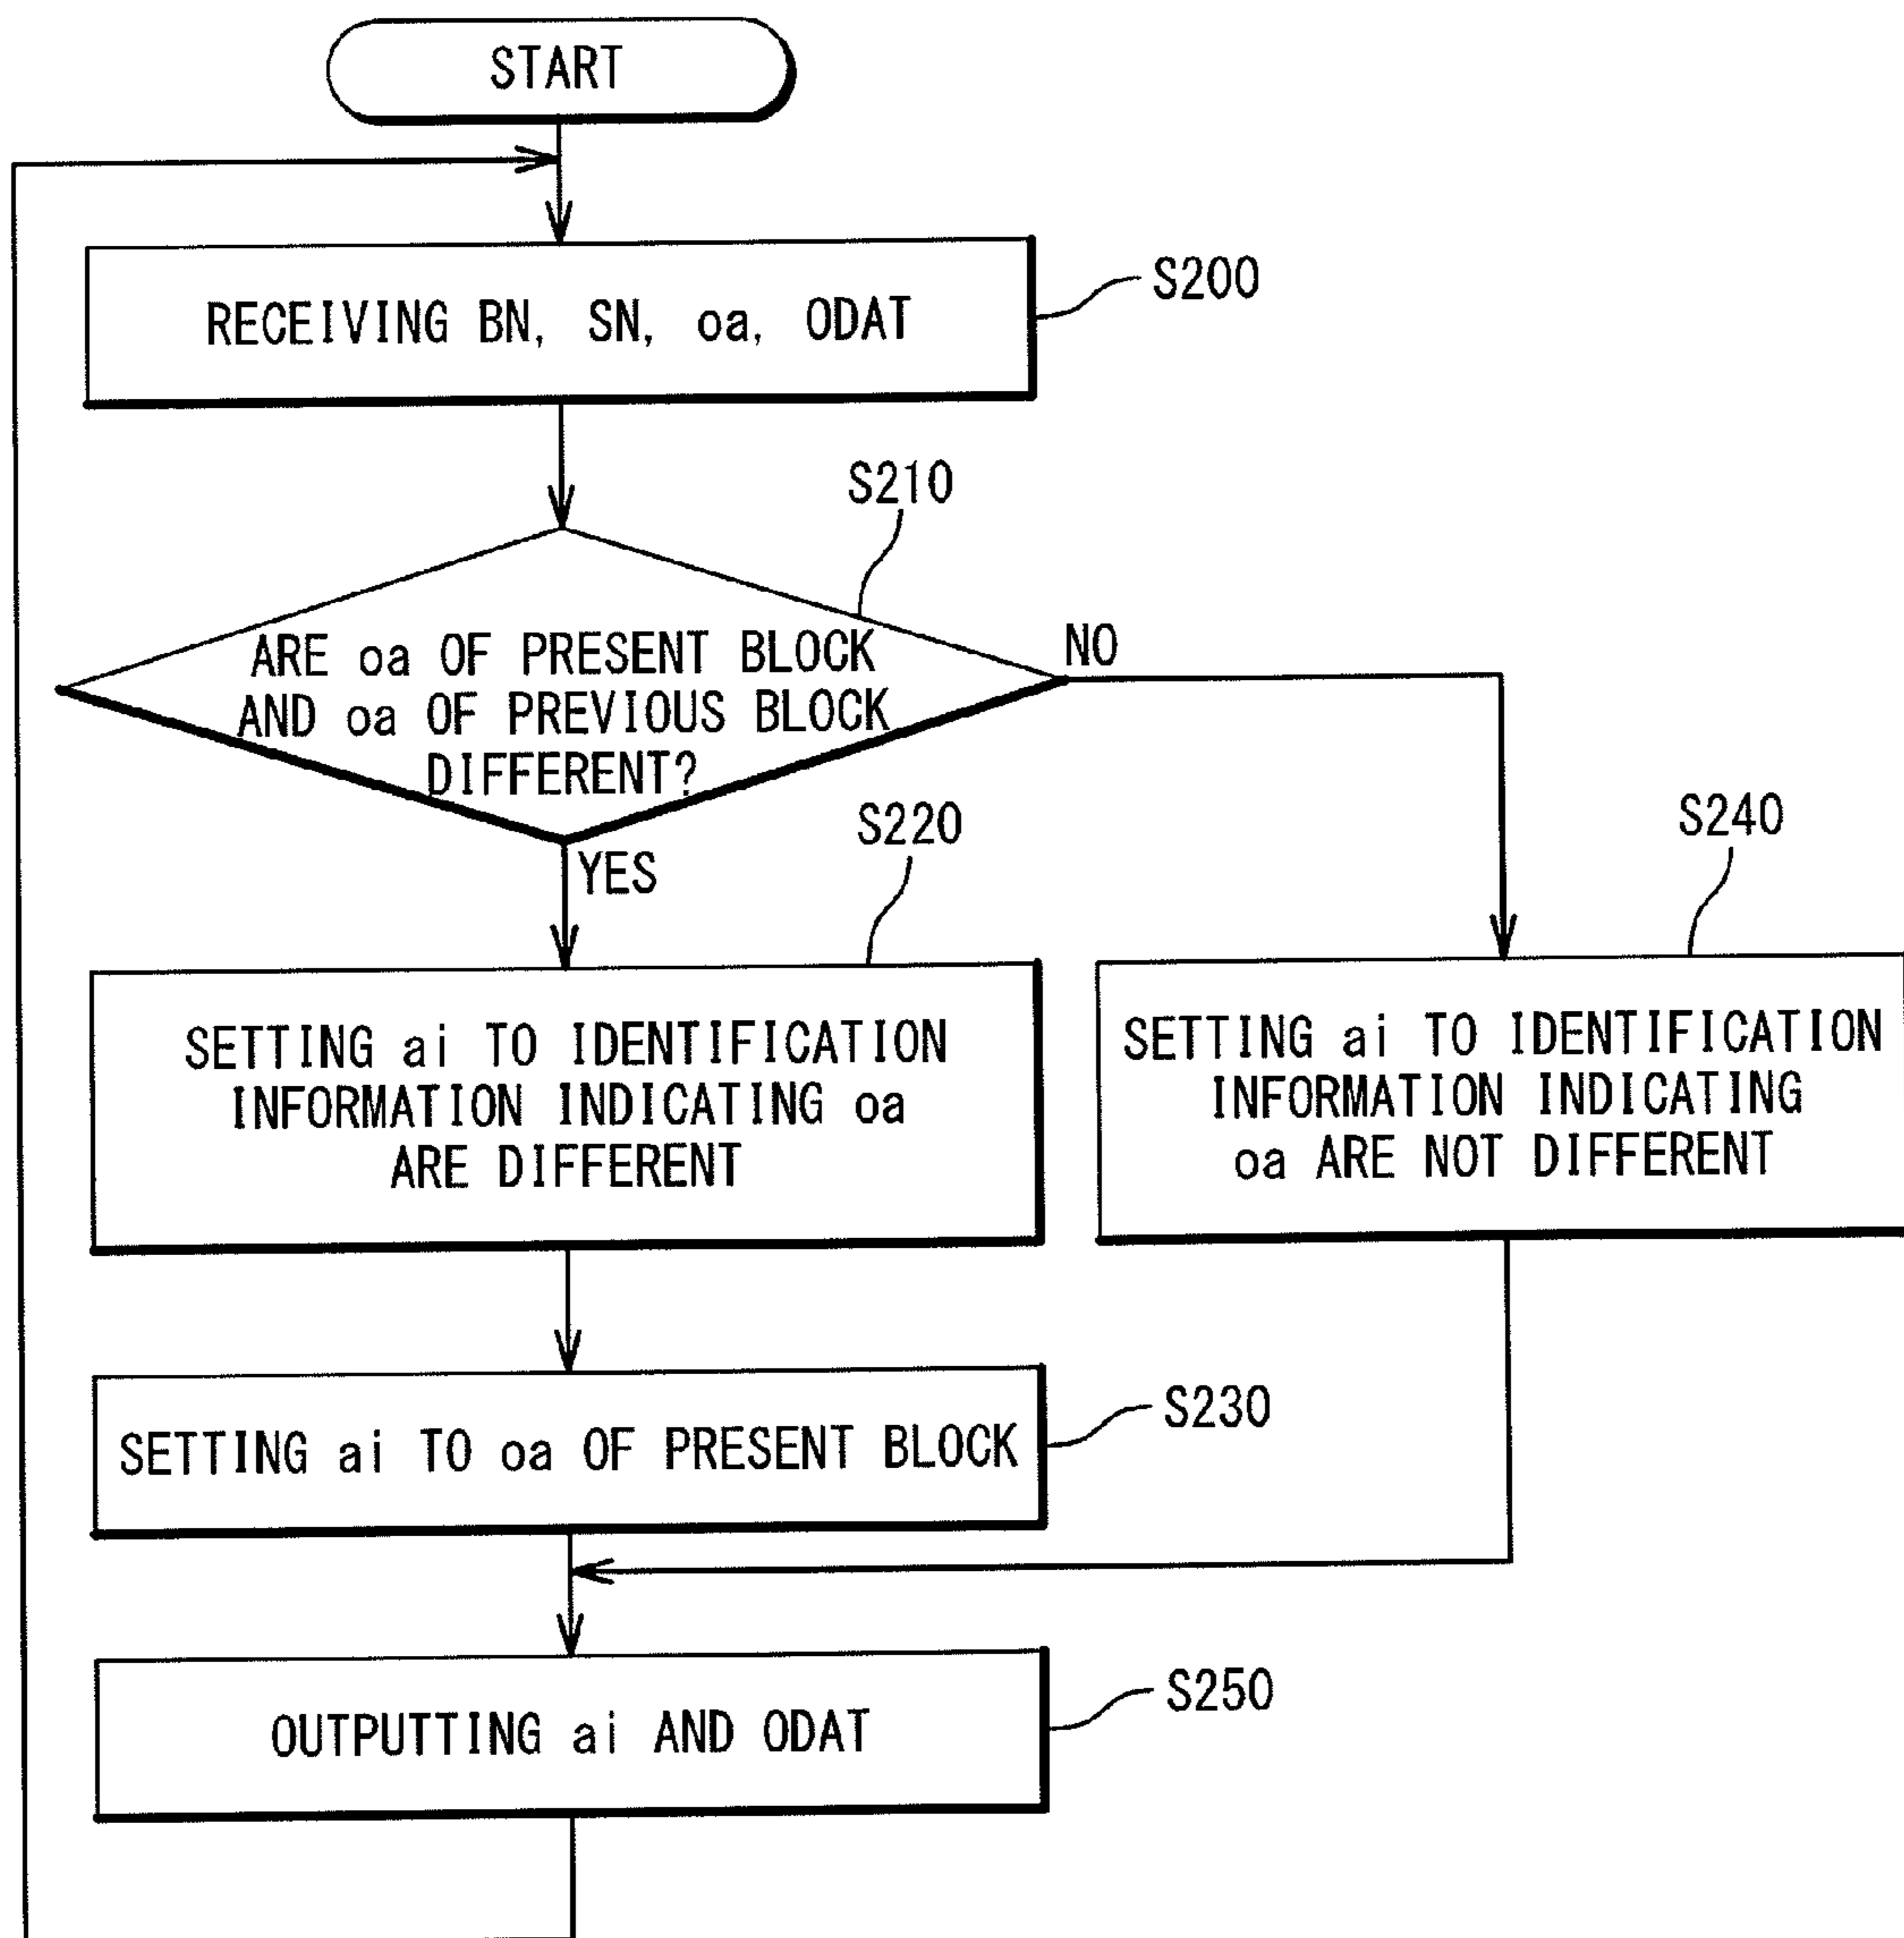 START
RECEIVING BN, SN, oa, ODAT
S200
S210
ARE oa OF PRESENT BLOCK
AND oa OF PREVIOUS BLOCK
DIFFERENT?
NO
YES
S220
SETTING ai TO IDENTIFICATION
INFORMATION INDICATING oa
ARE DIFFERENT
S240
SETTING ai TO IDENTIFICATION
INFORMATION INDICATING
oa ARE NOT DIFFERENT
SETTING ai TO oa OF PRESENT BLOCK
S230
OUTPUTTING ai AND ODAT
S250